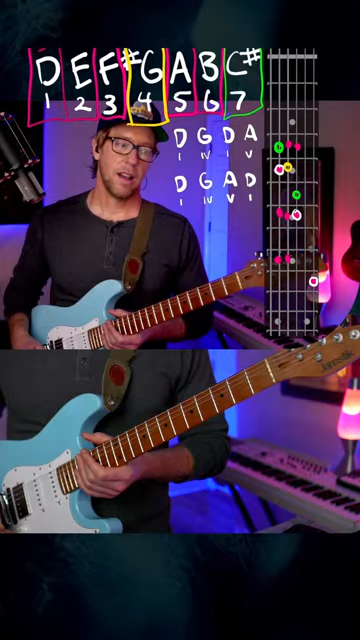 D E F# G A B C#
1 2 3 4 5 6 7
D G D A
I IV I V
D G A D
I IV V I